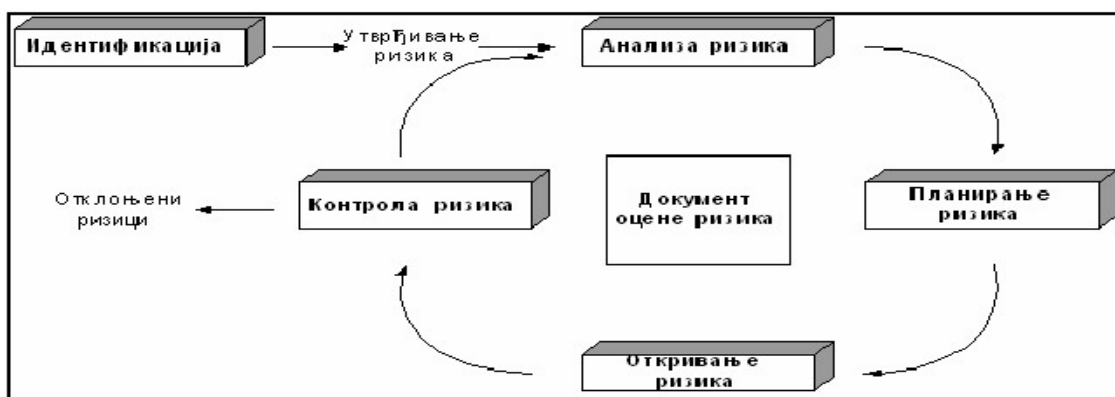 Идентификација
Утврђивање
ризика
Анализа ризика
Отклоњени
ризици
Контрола ризика
Документ
оцене ризика
Планирање
ризика
Откривање
ризика